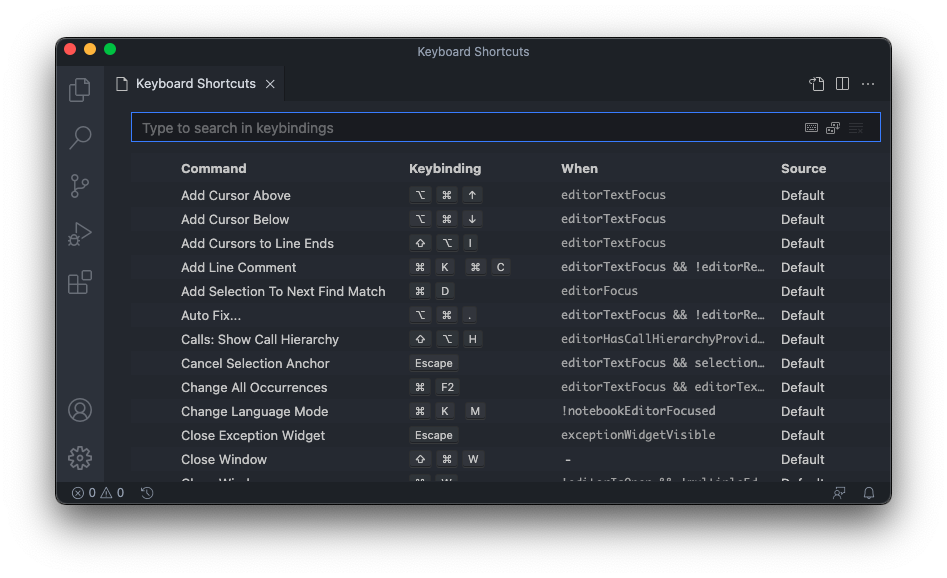 Keyboard Shortcuts
Keyboard Shortcuts
Type to search in keybindings
Command Keybinding When Source
Add Cursor Above ⌥ ⌘ ↑ editorTextFocus Default
Add Cursor Below ⌥ ⌘ ↓ editorTextFocus Default
Add Cursors to Line Ends ⇧ ⌥ I editorTextFocus Default
Add Line Comment ⌘ K ⌘ C editorTextFocus && !editorRe… Default
Add Selection To Next Find Match ⌘ D editorFocus Default
Auto Fix... ⌥ ⌘ . editorTextFocus && !editorRe… Default
Calls: Show Call Hierarchy ⇧ ⌥ H editorHasCallHierarchyProvid… Default
Cancel Selection Anchor Escape editorTextFocus && selection… Default
Change All Occurrences ⌘ F2 editorTextFocus && editorTex… Default
Change Language Mode ⌘ K M !notebookEditorFocused Default
Close Exception Widget Escape exceptionWidgetVisible Default
Close Window ⇧ ⌘ W - Default
0 0